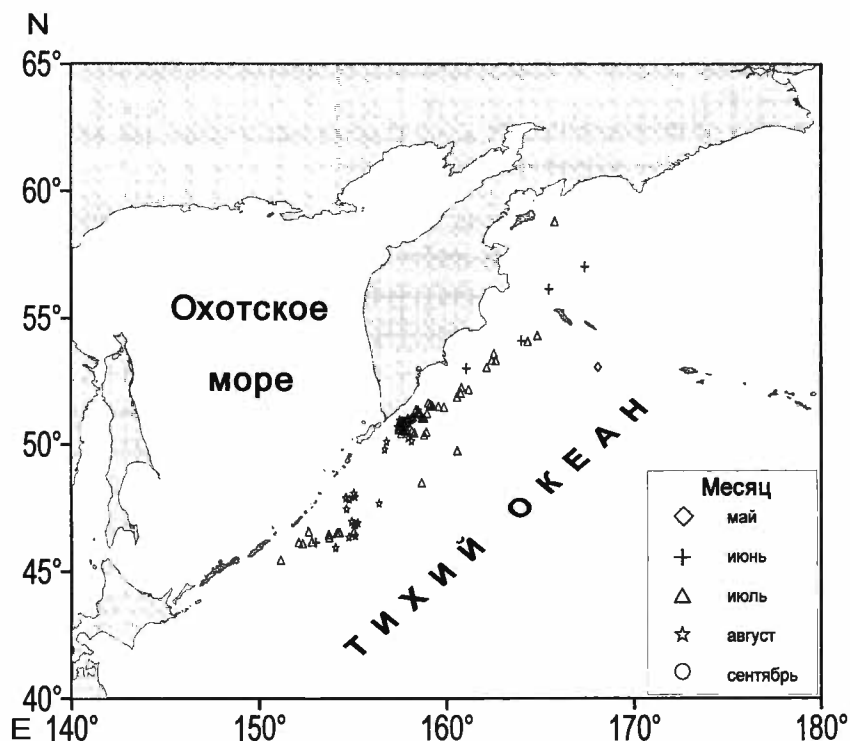 N
65°
60°
55°
50°
45°
40°
E 140° 150° 160° 170° 180°
Охотское
море
ТИХИЙ ОКЕАН
Месяц
май
июнь
июль
август
сентябрь